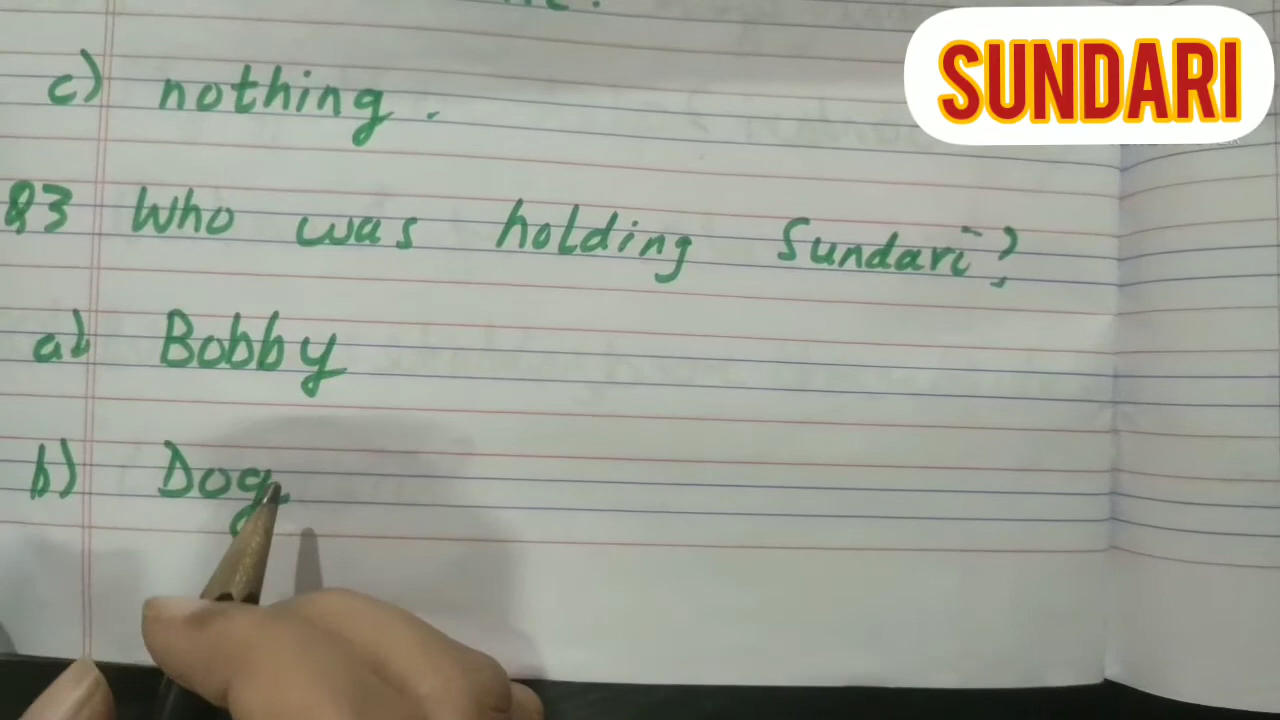 SUNDARI
c) nothing.
Q3 Who was holding Sundari?
a) Bobby
b) Dog